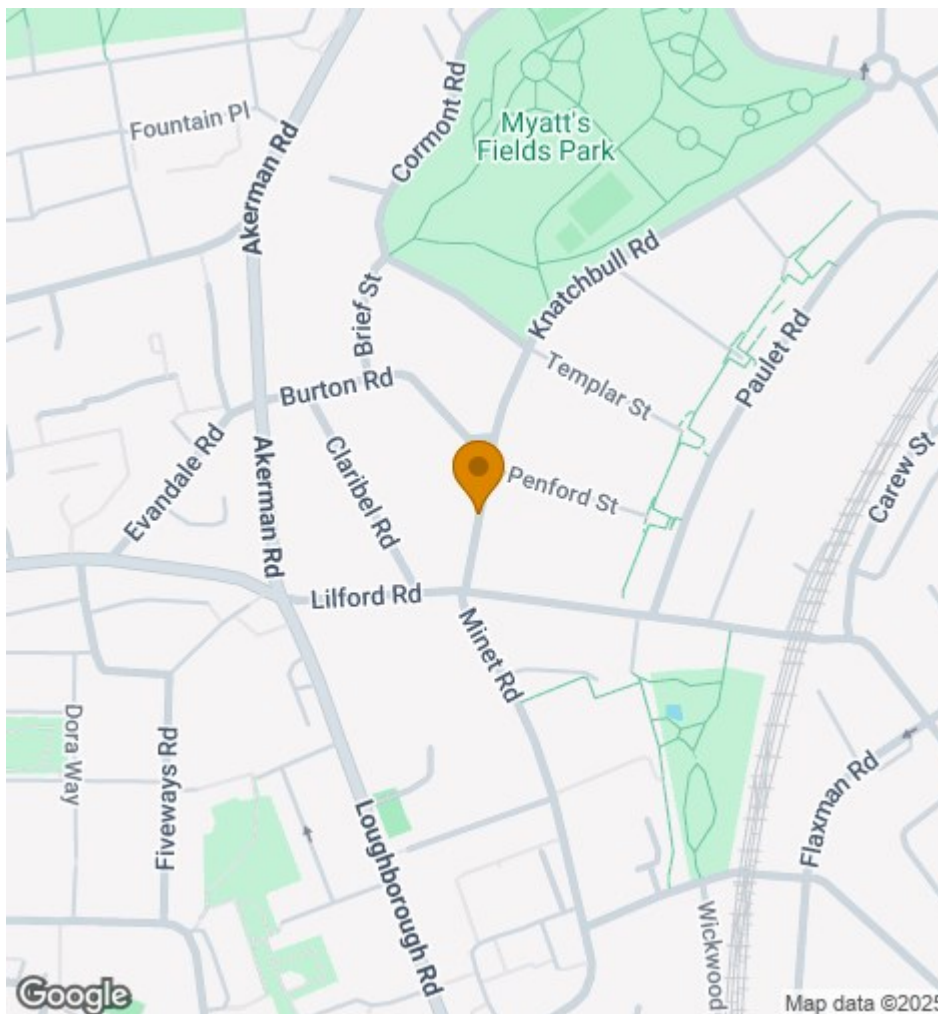 Fountain Pl
Akerman Rd
Cormont Rd
Myatt's
Fields Park
Knatchbull Rd
Brief St
Burton Rd
Templar St
Paulet Rd
Evandale Rd
Akerman Rd
Claribel Rd
Penford St
Carew St
Lilford Rd
Minet Rd
Dora Way
Fiveways Rd
Loughborough Rd
Flaxman Rd
Wickwood
Google
Map data ©2025